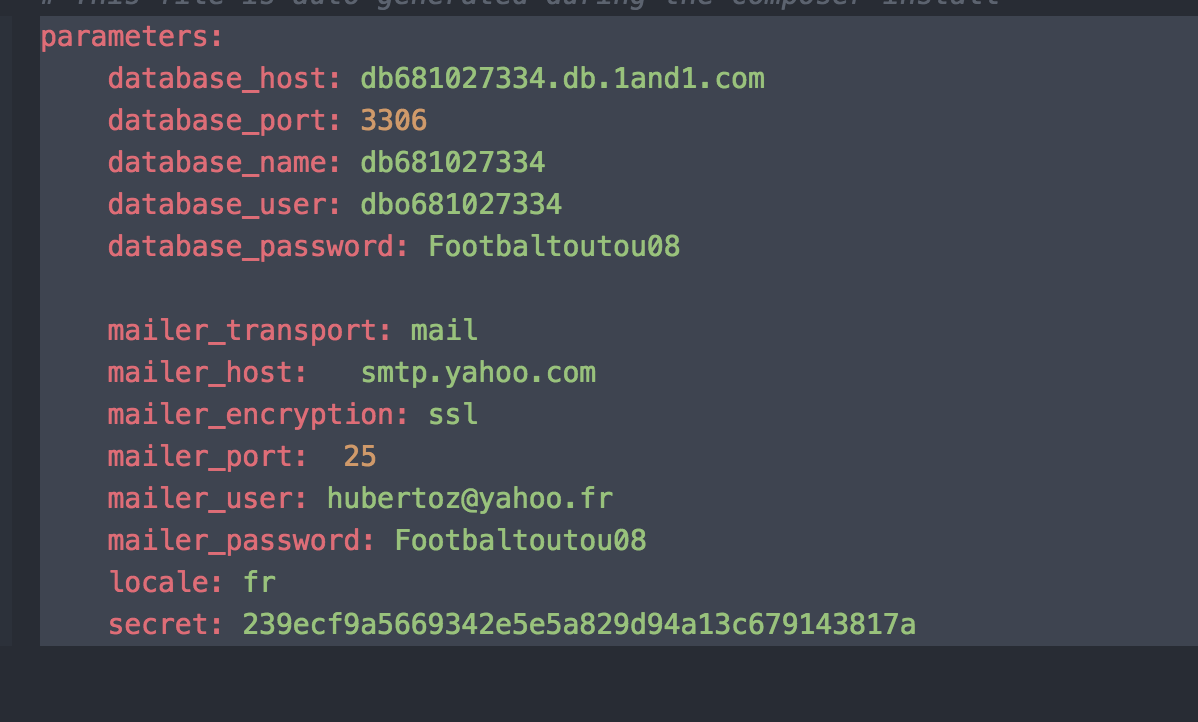 # This file is auto-generated during the composer install
parameters:
    database_host: db681027334.db.1and1.com
    database_port: 3306
    database_name: db681027334
    database_user: dbo681027334
    database_password: Footbaltoutou08

    mailer_transport: mail
    mailer_host:   smtp.yahoo.com
    mailer_encryption: ssl
    mailer_port:  25
    mailer_user: hubertoz@yahoo.fr
    mailer_password: Footbaltoutou08
    locale: fr
    secret: 239ecf9a5669342e5e5a829d94a13c679143817a